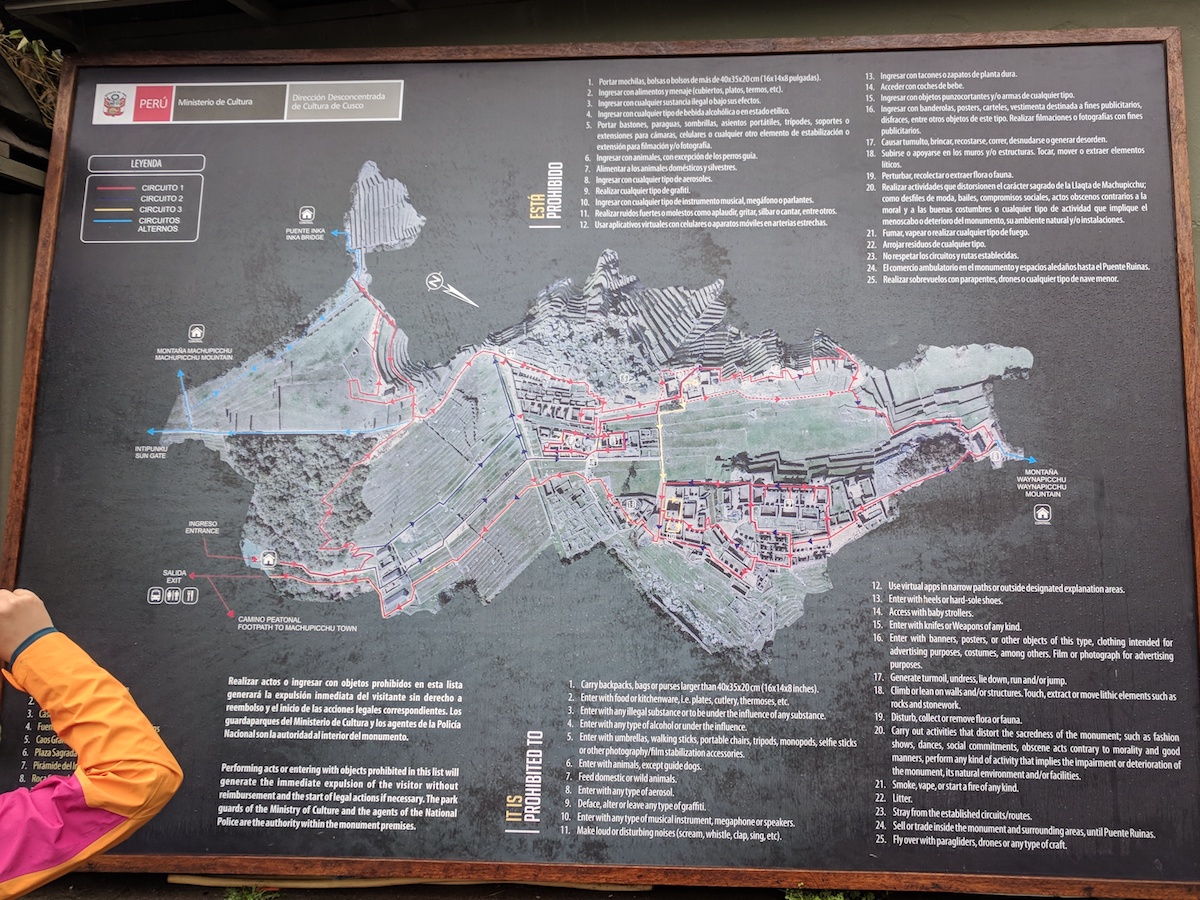 PERÚ
Ministerio de Cultura
Dirección Desconcentrada
de Cultura de Cusco
LEYENDA
CIRCUITO 1
CIRCUITO 2
CIRCUITO 3
CIRCUITOS
ALTERNOS
ESTÁ
PROHIBIDO
1. Portar mochilas, bolsas o bolsos de más de 40x35x20 cm (16x14x8 pulgadas).
2. Ingresar con alimentos y menaje (cubiertos, platos, termos, etc).
3. Ingresar con cualquier sustancia ilegal o bajo sus efectos.
4. Ingresar con cualquier tipo de bebida alcohólica o en estado etílico.
5. Portar bastones, paraguas, sombrillas, asientos portátiles, trípodes, soportes o
extensiones para cámaras, celulares o cualquier otro elemento de estabilización o
extensión para filmación y/o fotografía.
6. Ingresar con animales, con excepción de los perros guía.
7. Alimentar a los animales domésticos y silvestres.
8. Ingresar con cualquier tipo de aerosoles.
9. Realizar cualquier tipo de grafiti.
10. Ingresar con cualquier tipo de instrumento musical, megáfono o parlantes.
11. Realizar ruidos fuertes o molestos como aplaudir, gritar, silbar o cantar, entre otros.
12. Usar aplicativos virtuales con celulares o aparatos móviles en arterias estrechas.
13. Ingresar con tacones o zapatos de planta dura.
14. Acceder con coches de bebe.
15. Ingresar con objetos punzocortantes y/o armas de cualquier tipo.
16. Ingresar con banderolas, posters, carteles, vestimenta destinada a fines publicitarios,
disfraces, entre otros objetos de este tipo. Realizar filmaciones o fotografías con fines
publicitarios.
17. Causar tumulto, brincar, recostarse, correr, desnudarse o generar desorden.
18. Subirse o apoyarse en los muros y/o estructuras. Tocar, mover o extraer elementos
líticos.
19. Perturbar, recolectar o extraer flora o fauna.
20. Realizar actividades que distorsionen el carácter sagrado de la Llaqta de Machupicchu;
como desfiles de moda, bailes, compromisos sociales, actos obscenos contrarios a la
moral y a las buenas costumbres o cualquier tipo de actividad que implique el
menoscabo o deterioro del monumento, su ambiente natural y/o instalaciones.
21. Fumar, vapear o realizar cualquier tipo de fuego.
22. Arrojar residuos de cualquier tipo.
23. No respetar los circuitos y rutas establecidas.
24. El comercio ambulatorio en el monumento y espacios aledaños hasta el Puente Ruinas.
25. Realizar sobrevuelos con parapentes, drones o cualquier tipo de nave menor.
PUENTE INKA
INKA BRIDGE
N
MONTAÑA MACHUPICCHU
MACHUPICCHU MOUNTAIN
INTIPUNKU
SUN GATE
MONTAÑA
WAYNAPICCHU
WAYNAPICCHU
MOUNTAIN
INGRESO
ENTRANCE
SALIDA
EXIT
CAMINO PEATONAL
FOOTPATH TO MACHUPICCHU TOWN
2.
3.
4.
5. Caos
6. Plaza Sagrada
7. Pirámide del
8.
Realizar actos o ingresar con objetos prohibidos en esta lista
generará la expulsión inmediata del visitante sin derecho a
reembolso y el inicio de las acciones legales correspondientes. Los
guardaparques del Ministerio de Cultura y los agentes de la Policía
Nacional son la autoridad al interior del monumento.
Performing acts or entering with objects prohibited in this list will
generate the immediate expulsion of the visitor without
reimbursement and the start of legal actions if necessary. The park
guards of the Ministry of Culture and the agents of the National
Police are the authority within the monument premises.
IT IS
PROHIBITED TO
1. Carry backpacks, bags or purses larger than 40x35x20 cm (16x14x8 inches).
2. Enter with food or kitchenware, i.e. plates, cutlery, thermoses, etc.
3. Enter with any illegal substance or to be under the influence of any substance.
4. Enter with any type of alcohol or under the influence.
5. Enter with umbrellas, walking sticks, portable chairs, tripods, monopods, selfie sticks
or other photography/film stabilization accessories.
6. Enter with animals, except guide dogs.
7. Feed domestic or wild animals.
8. Enter with any type of aerosol.
9. Deface, alter or leave any type of graffiti.
10. Enter with any type of musical instrument, megaphone or speakers.
11. Make loud or disturbing noises (scream, whistle, clap, sing, etc).
12. Use virtual apps in narrow paths or outside designated explanation areas.
13. Enter with heels or hard-sole shoes.
14. Access with baby strollers.
15. Enter with knifes or Weapons of any kind.
16. Enter with banners, posters, or other objects of this type, clothing intended for
advertising purposes, costumes, among others. Film or photograph for advertising
purposes.
17. Generate turmoil, undress, lie down, run and/or jump.
18. Climb or lean on walls and/or structures. Touch, extract or move lithic elements such as
rocks and stonework.
19. Disturb, collect or remove flora or fauna.
20. Carry out activities that distort the sacredness of the monument; such as fashion
shows, dances, social commitments, obscene acts contrary to morality and good
manners, perform any kind of activity that implies the impairment or deterioration of
the monument, its natural environment and/or facilities.
21. Smoke, vape, or start a fire of any kind.
22. Litter.
23. Stray from the established circuits/routes.
24. Sell or trade inside the monument and surrounding areas, until Puente Ruinas.
25. Fly over with paragliders, drones or any type of craft.